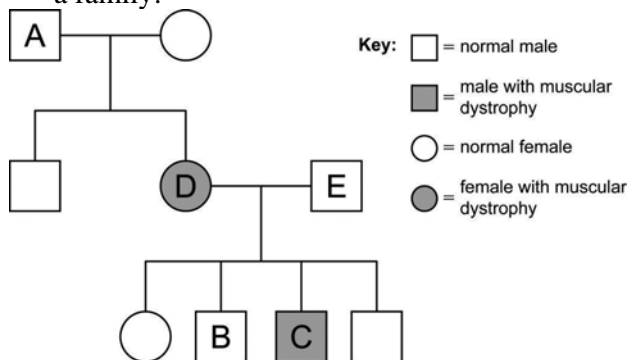 a family?
A
Key: = normal male
= male with muscular
dystrophy
= normal female
D
E
= female with muscular
dystrophy
B
C